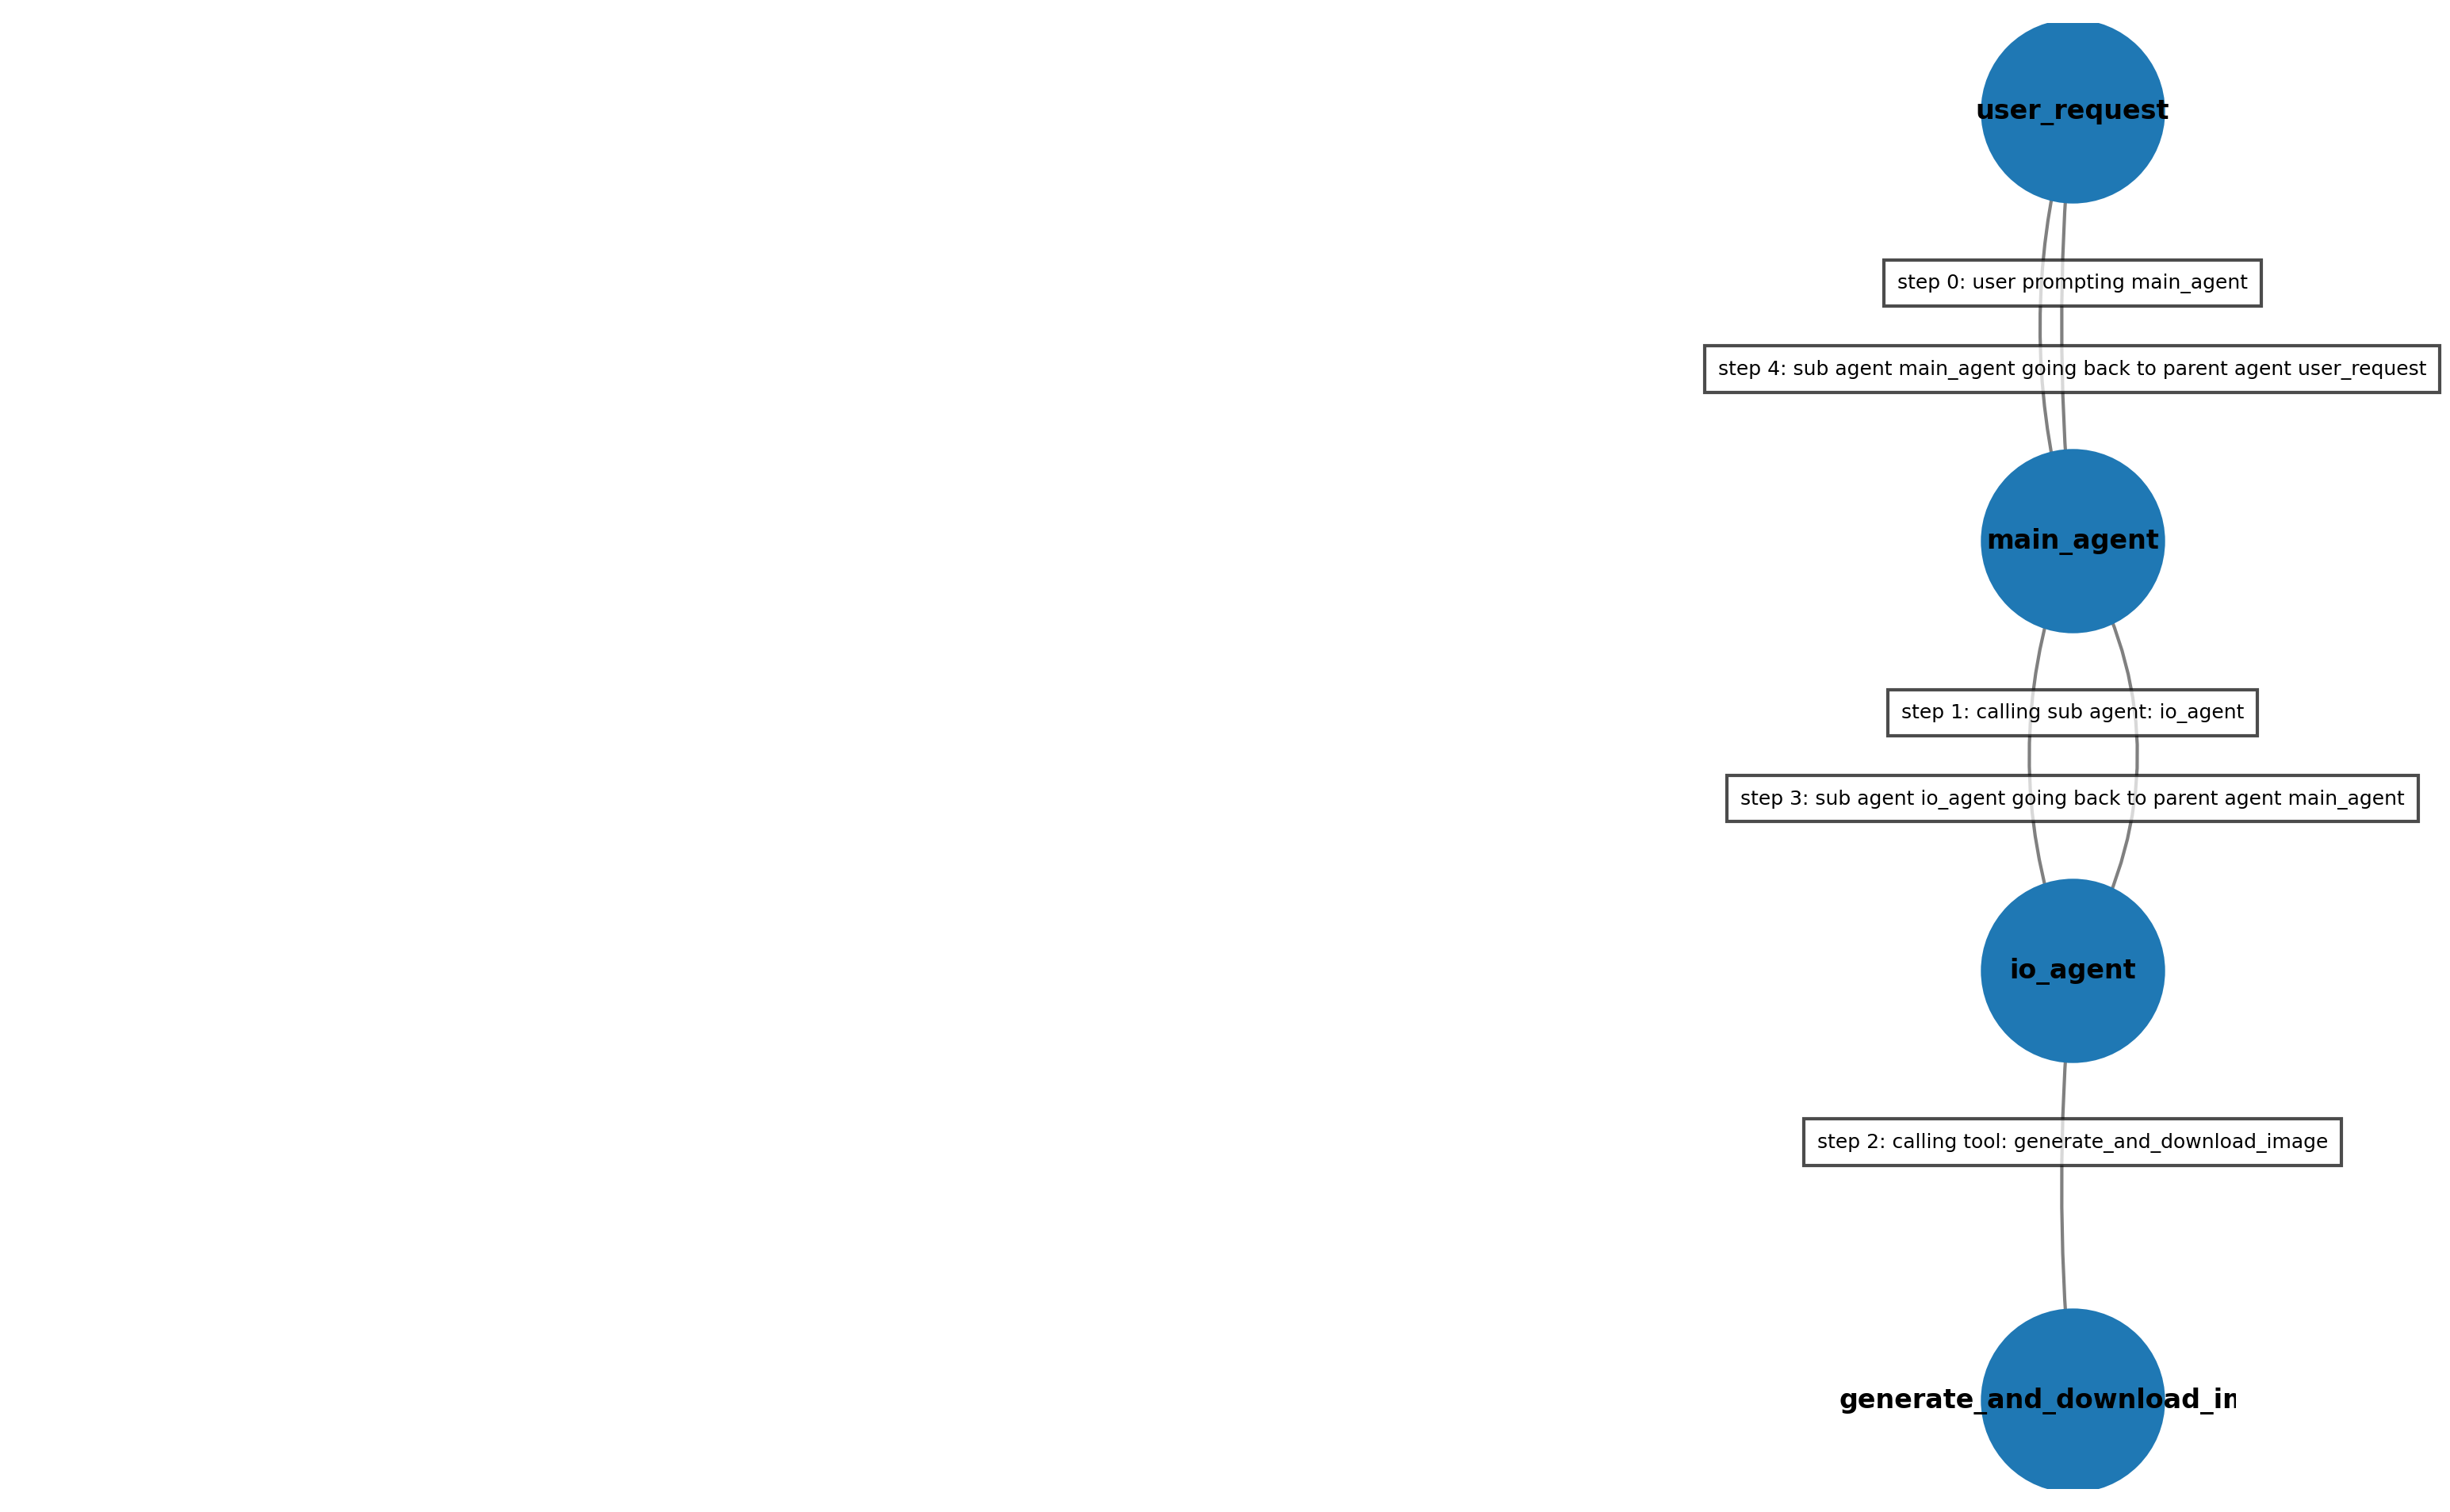 user_request
step 0: user prompting main_agent
step 4: sub agent main_agent going back to parent agent user_request
main_agent
step 1: calling sub agent: io_agent
step 3: sub agent io_agent going back to parent agent main_agent
io_agent
step 2: calling tool: generate_and_download_image
generate_and_download_in